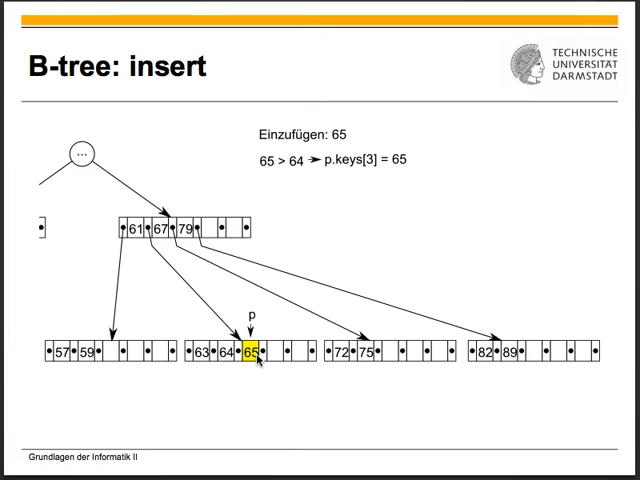 B-tree: insert
TECHNISCHE
UNIVERSITÄT
DARMSTADT
Einzufügen: 65
65 > 64 → p.keys[3] = 65
...
61 67 79
p
57 59 63 64 65 72 75 82 89
Grundlagen der Informatik II